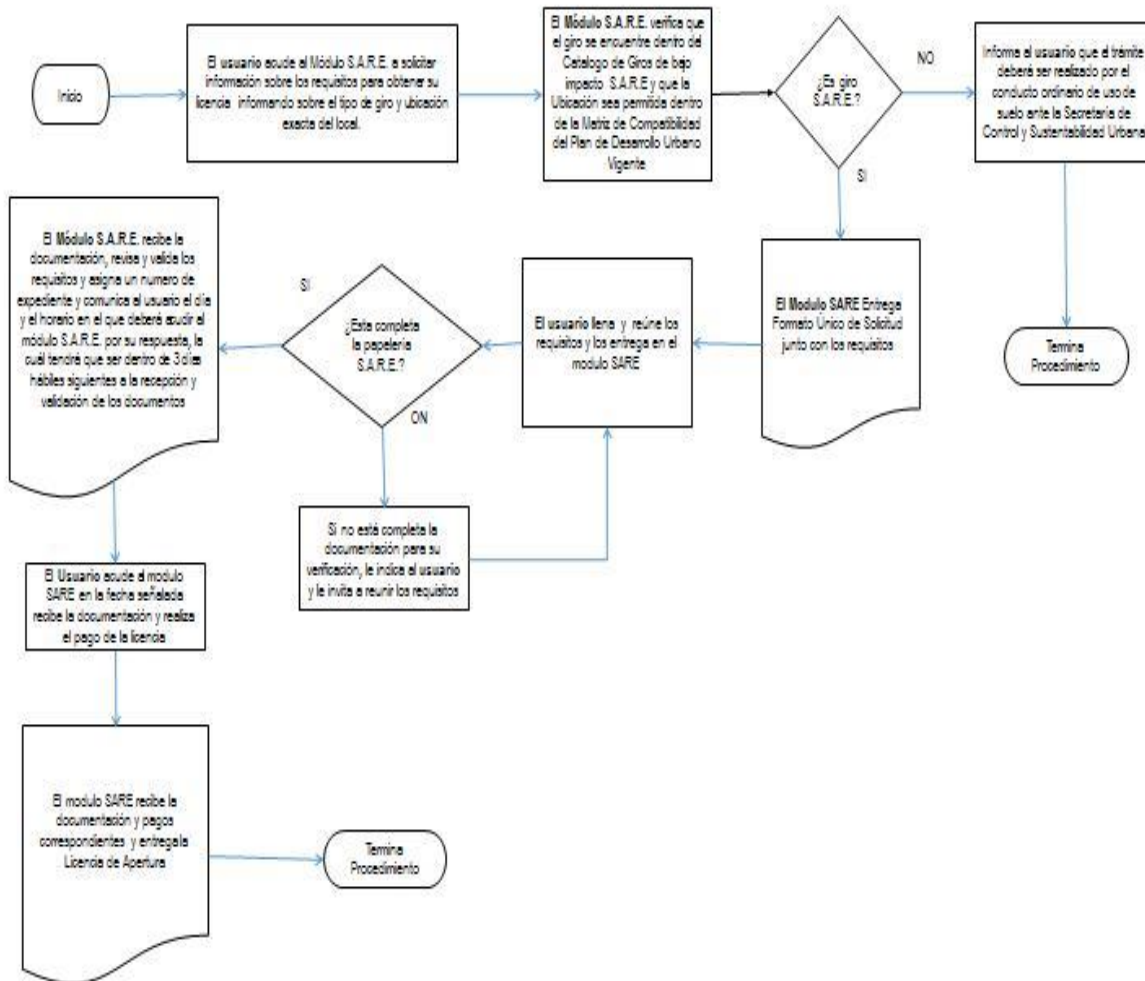 Inicio
El usuario acude al Módulo S.A.R.E. a solicitar
información sobre los requisitos para obtener su
licencia informando sobre el tipo de giro y ubicación
exacta del local.
El Módulo S.A.R.E. verifica que
el giro se encuentre dentro del
Catalogo de Giros de bajo
impacto S.A.R.E y que la
Ubicación sea permitida dentro
de la Matriz de Compatibilidad
del Plan de Desarrollo Urbano
Vigente
¿Es giro
S.A.R.E.?
NO
Informa al usuario que el trámite
deberá ser realizado por el
conducto ordinario de uso de
suelo ante la Secretaría de
Control y Sustentabilidad Urbana
Termina
Procedimiento
SI
El Modulo SARE Entrega
Formato Único de Solicitud
junto con los requisitos
El usuario llena y reúne los
requisitos y los entrega en el
modulo SARE
¿Esta completa
la papelería
S.A.R.E.?
SI
ON
Si no está completa la
documentación para su
verificación, le indica al usuario
y le invita a reunir los requisitos
El Módulo S.A.R.E. recibe la
documentación, revisa y valida los
requisitos y asigna un numero de
expediente y comunica al usuario el día
y el horario en el que deberá acudir al
módulo S.A.R.E. por su respuesta, la
cuál tendrá que ser dentro de 3 días
hábiles siguientes a la recepción y
validación de los documentos
El Usuario acude al modulo
SARE en la fecha señalada
recibe la documentación y realiza
el pago de la licencia
El modulo SARE recibe la
documentación y pagos
correspondientes y entrega la
Licencia de Apertura
Termina
Procedimiento